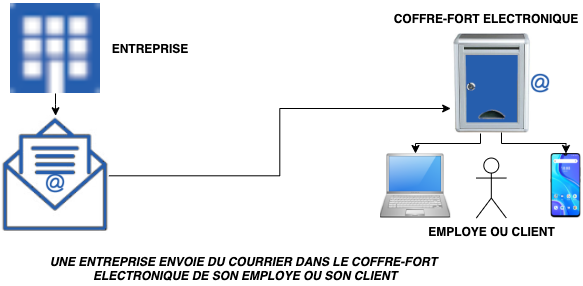 COFFRE-FORT ELECTRONIQUE
ENTREPRISE
@
@
EMPLOYE OU CLIENT
UNE ENTREPRISE ENVOIE DU COURRIER DANS LE COFFRE-FORT
ELECTRONIQUE DE SON EMPLOYE OU SON CLIENT